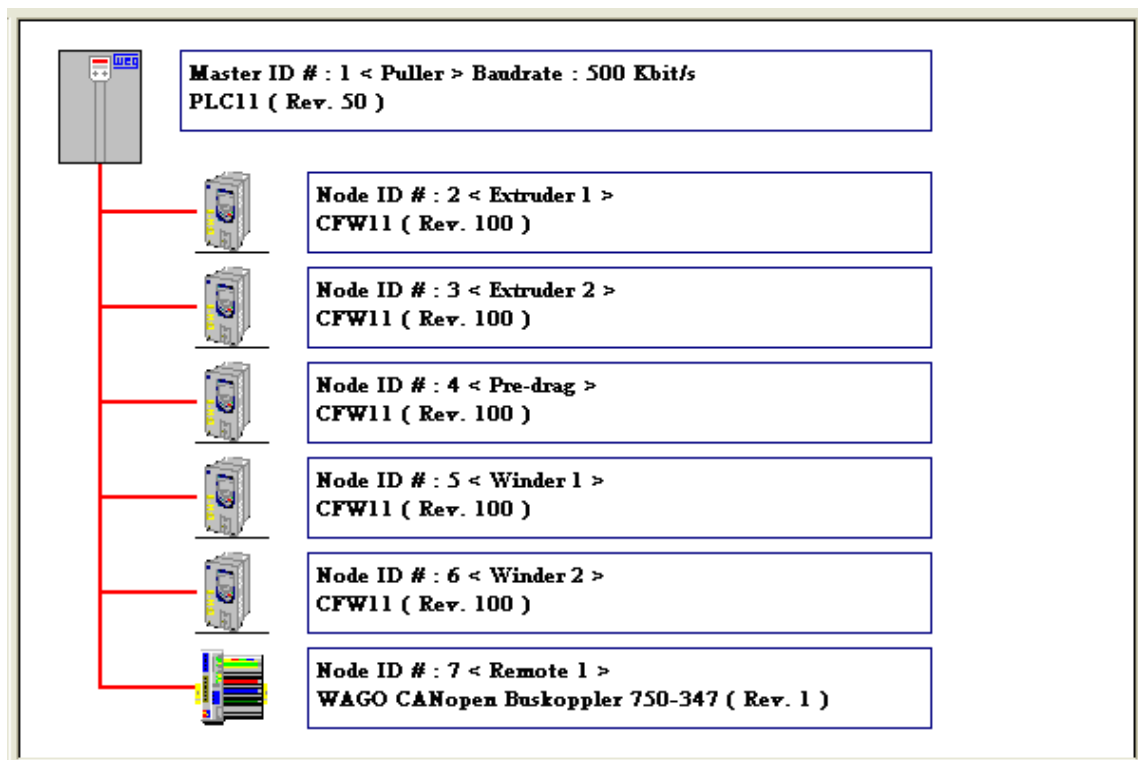 weg
Master ID # : 1 < Puller > Baudrate : 500 Kbit/s
PLC11 ( Rev. 50 )
Node ID # : 2 < Extruder 1 >
CFW11 ( Rev. 100 )
Node ID # : 3 < Extruder 2 >
CFW11 ( Rev. 100 )
Node ID # : 4 < Pre-drag >
CFW11 ( Rev. 100 )
Node ID # : 5 < Winder 1 >
CFW11 ( Rev. 100 )
Node ID # : 6 < Winder 2 >
CFW11 ( Rev. 100 )
Node ID # : 7 < Remote 1 >
WAGO CANopen Buskoppler 750-347 ( Rev. 1 )